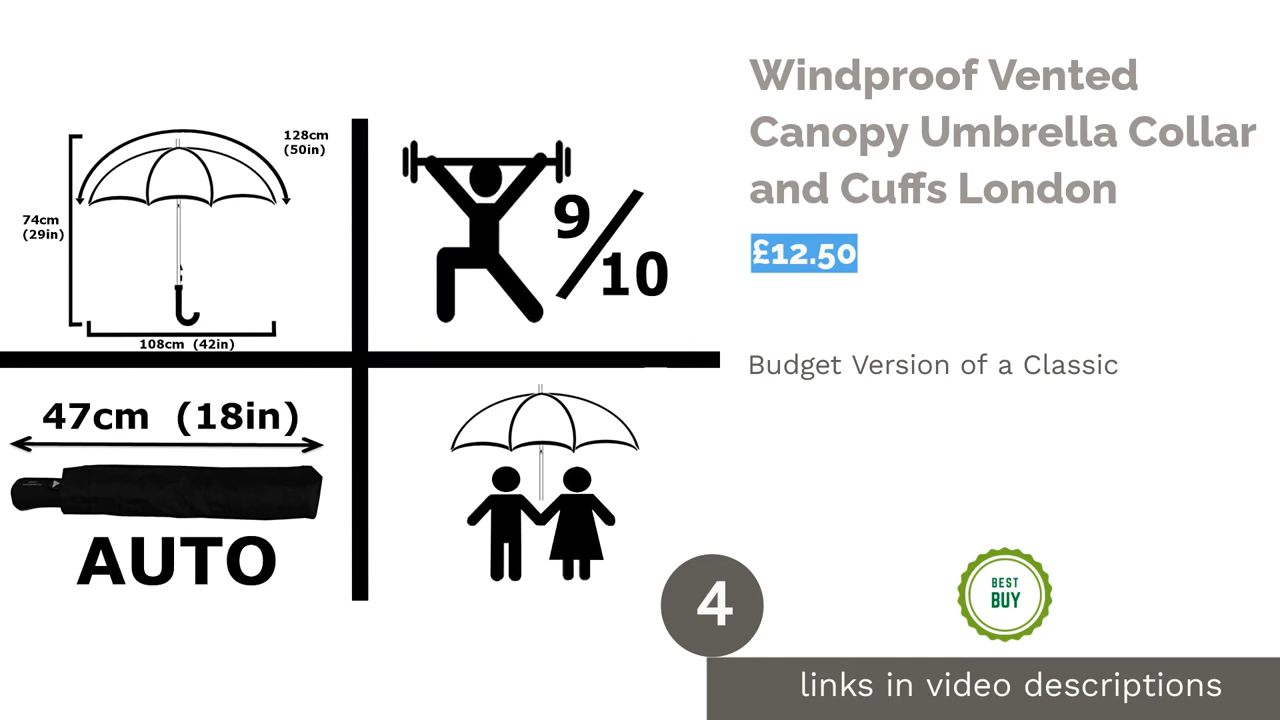 128cm
(50in)
74cm
(29in)
108cm (42in)
9/10
47cm (18in)
AUTO
Windproof Vented
Canopy Umbrella Collar
and Cuffs London
£12.50
Budget Version of a Classic
4
BEST
BUY
links in video descriptions